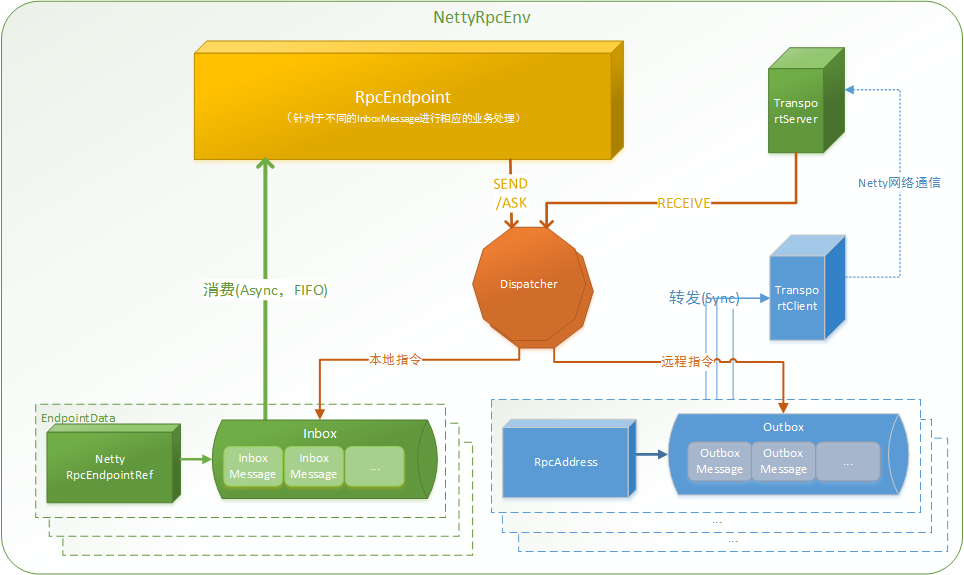 NettyRpcEnv
RpcEndpoint
（针对于不同的InboxMessage进行相应的业务处理）
Transpo
rtServer
SEND
/ASK
RECEIVE
Netty网络通信
Dispatcher
消费(Async，FIFO)
转发(Sync)
Transpo
rtClient
本地指令
远程指令
EndpointData
Netty
RpcEndpointRef
Inbox
Inbox
Message
Inbox
Message
...
RpcAddress
Outbox
Outbox
Message
Outbox
Message
...
...
...